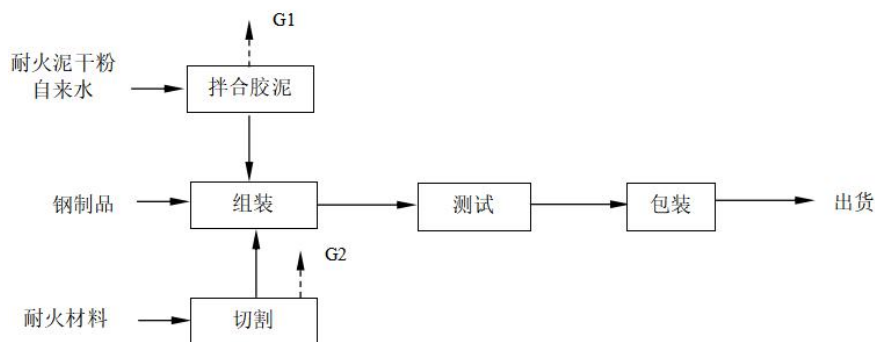 G1
耐火泥干粉
自来水
拌合胶泥
钢制品
组装
测试
包装
出货
G2
耐火材料
切割